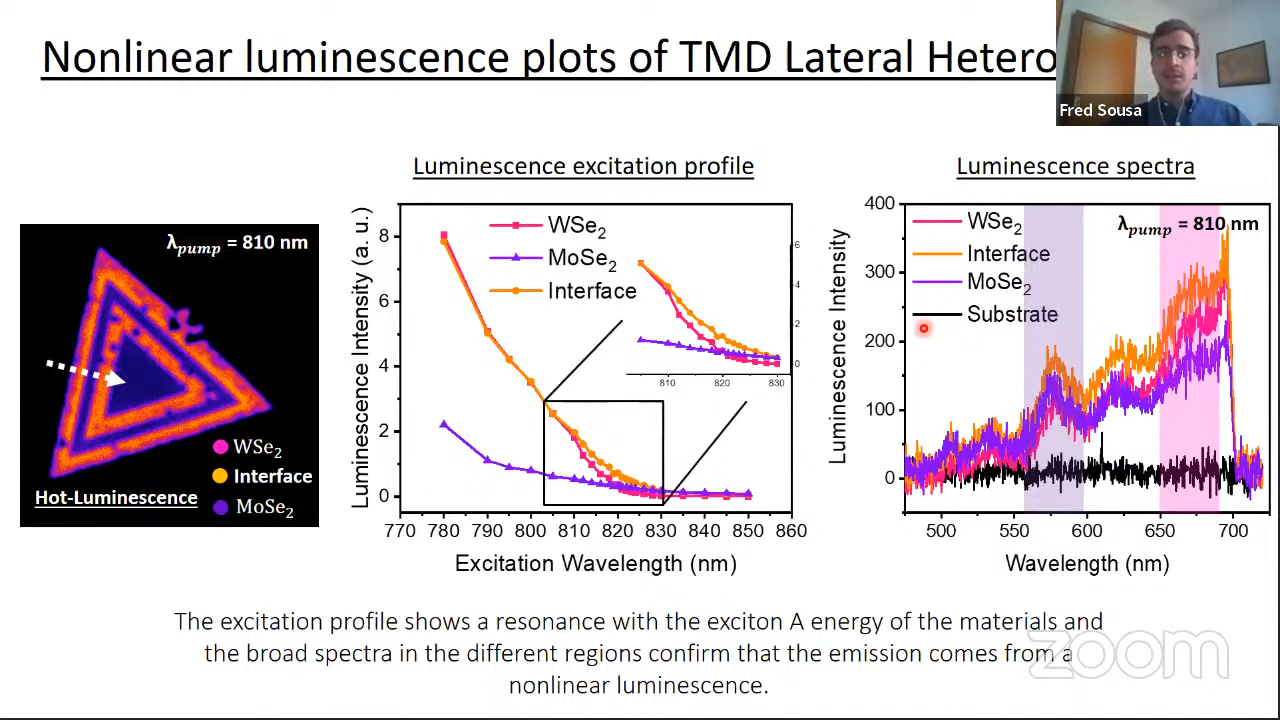 Nonlinear luminescence plots of TMD Lateral Hetero
Fred Sousa
Luminescence excitation profile
Luminescence spectra
λpump = 810 nm
WSe2
Interface
MoSe2
Hot-Luminescence
Luminescence Intensity (a. u.)
8
6
4
2
0
WSe2
MoSe2
Interface
6
4
2
0
810
820
830
770 780 790 800 810 820 830 840 850 860
Excitation Wavelength (nm)
Luminescence Intensity
400
300
200
100
0
WSe2
Interface
MoSe2
Substrate
λpump = 810 nm
500 550 600 650 700
Wavelength (nm)
The excitation profile shows a resonance with the exciton A energy of the materials and
the broad spectra in the different regions confirm that the emission comes from a
nonlinear luminescence.
zoom